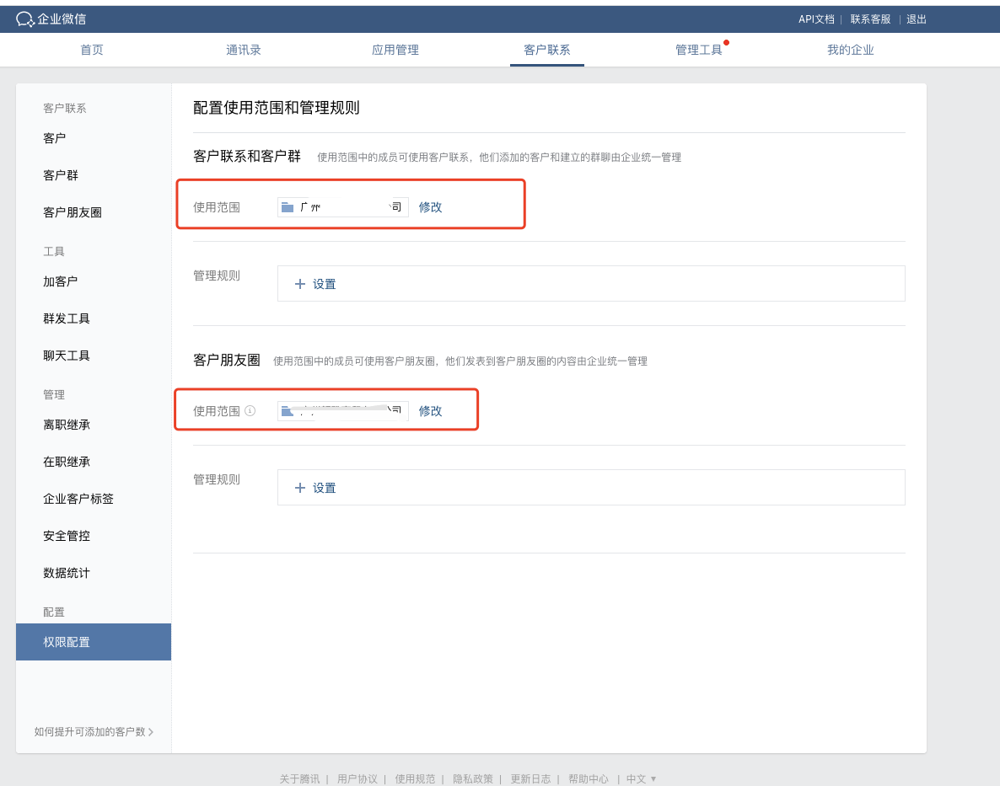 企业微信
API文档 | 联系客服 | 退出
首页 通讯录 应用管理 客户联系 管理工具 我的企业
客户联系
客户
客户群
客户朋友圈
工具
加客户
群发工具
聊天工具
管理
离职继承
在职继承
企业客户标签
安全管控
数据统计
配置
权限配置
如何提升可添加的客户数 >
配置使用范围和管理规则
客户联系和客户群 使用范围中的成员可使用客户联系，他们添加的客户和建立的群聊由企业统一管理
使用范围 广州 司 修改
管理规则 + 设置
客户朋友圈 使用范围中的成员可使用客户朋友圈，他们发表到客户朋友圈的内容由企业统一管理
使用范围 修改
管理规则 + 设置
关于腾讯 | 用户协议 | 使用规范 | 隐私政策 | 更新日志 | 帮助中心 | 中文 ▼